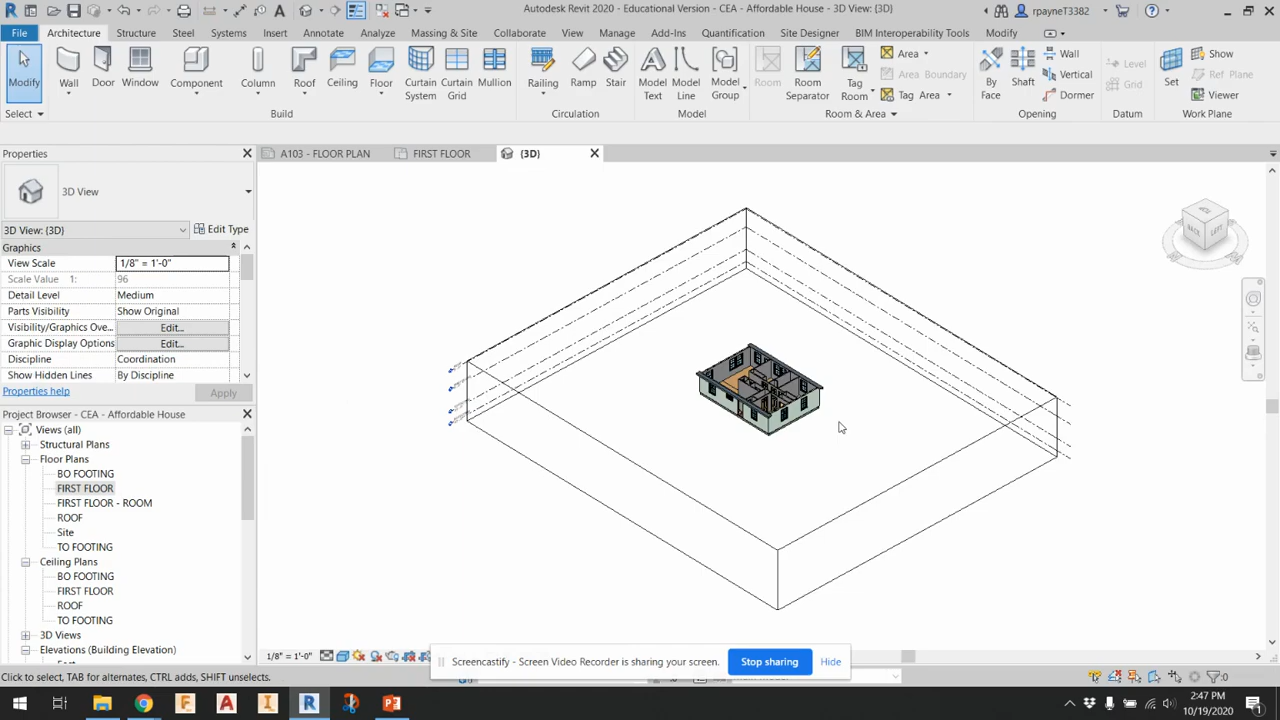 Autodesk Revit 2020 - Educational Version - CEA - Affordable House - 3D View: {3D}
rpayneT3382
File Architecture Structure Steel Systems Insert Annotate Analyze Massing & Site Collaborate View Manage Add-Ins Quantification Site Designer BIM Interoperability Tools Modify
Modify Wall Door Window Component Column Roof Ceiling Floor Curtain System Curtain Grid Mullion Railing Ramp Stair Model Text Model Line Model Group Room Room Separator Tag Room Area Area Boundary Tag Area By Face Shaft Wall Vertical Dormer Level Grid Set Show Ref Plane Viewer
Select Build Circulation Model Room & Area Opening Datum Work Plane
Properties
A103 - FLOOR PLAN FIRST FLOOR {3D}
3D View
3D View: {3D} Edit Type
Graphics
View Scale 1/8" = 1'-0"
Scale Value 1: 96
Detail Level Medium
Parts Visibility Show Original
Visibility/Graphics Ove... Edit...
Graphic Display Options Edit...
Discipline Coordination
Show Hidden Lines By Discipline
Properties help Apply
Project Browser - CEA - Affordable House
Views (all)
Structural Plans
Floor Plans
BO FOOTING
FIRST FLOOR
FIRST FLOOR - ROOM
ROOF
Site
TO FOOTING
Ceiling Plans
BO FOOTING
FIRST FLOOR
ROOF
TO FOOTING
3D Views
Elevations (Building Elevation)
BACK LEFT
1/8" = 1'-0"
Screencastify - Screen Video Recorder is sharing your screen. Stop sharing Hide
Click to select, TAB for alternates, CTRL adds, SHIFT unselects.
:0
2:47 PM
10/19/2020